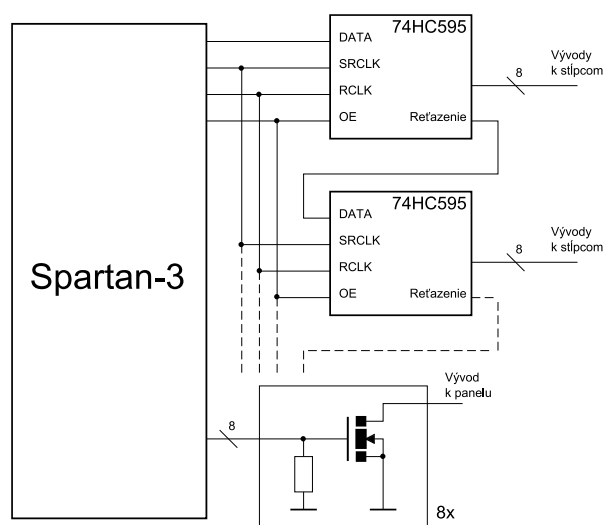 74HC595
DATA
SRCLK
RCLK
OE
Reťazenie
8
Vývody
k stĺpcom
74HC595
DATA
SRCLK
RCLK
OE
Reťazenie
8
Vývody
k stĺpcom
Spartan-3
8
Vývod
k panelu
8x